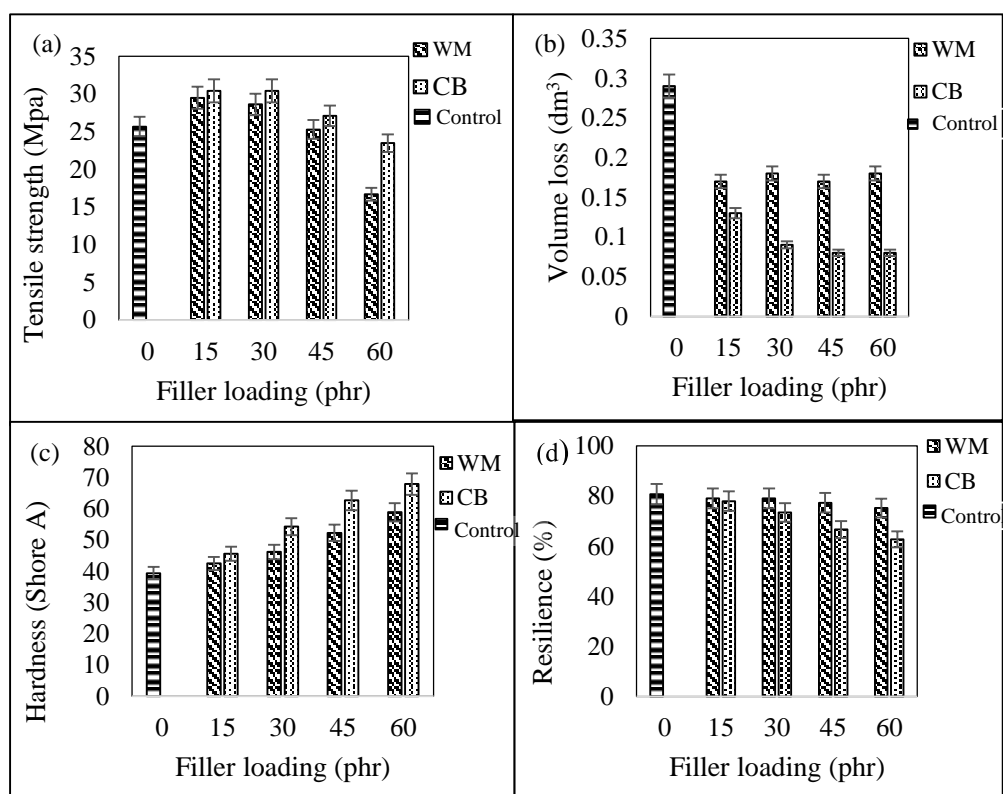 (a)
Tensile strength (Mpa)
35
30
25
20
15
10
5
0
0 15 30 45 60
Filler loading (phr)
WM
CB
Control
(b)
Volume loss (dm³)
0.35
0.3
0.25
0.2
0.15
0.1
0.05
0
0 15 30 45 60
Filler loading (phr)
WM
CB
Control
(c)
Hardness (Shore A)
80
70
60
50
40
30
20
10
0
0 15 30 45 60
Filler loading (phr)
WM
CB
Control
(d)
Resilience (%)
100
80
60
40
20
0
0 15 30 45 60
Filler loading (phr)
WM
CB
Control